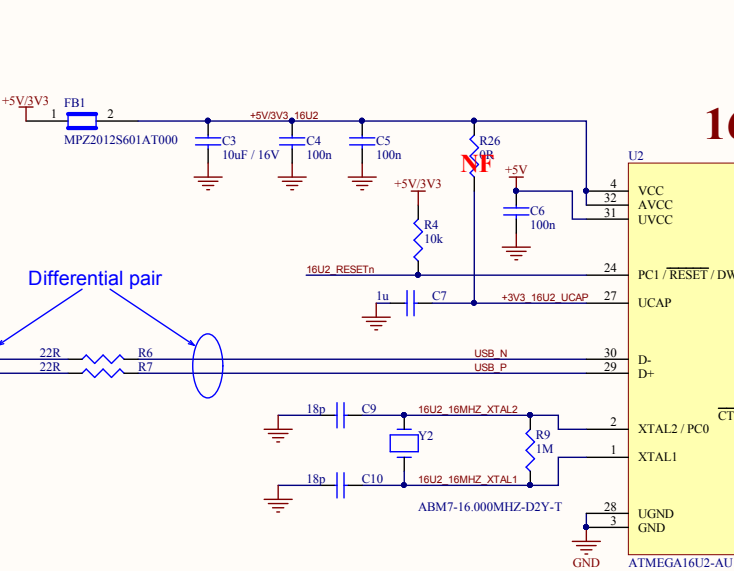 +5V/3V3
FB1
1
2
MPZ2012S601AT000
+5V/3V3_16U2
C3
10uF / 16V
C4
100n
C5
100n
R26
0R
NF
+5V
C6
100n
+5V/3V3
R4
10k
16U2_RESETn
1u
C7
+3V3_16U2_UCAP
Differential pair
22R
R6
22R
R7
USB_N
USB_P
18p
C9
16U2_16MHZ_XTAL2
Y2
R9
1M
18p
C10
16U2_16MHZ_XTAL1
ABM7-16.000MHZ-D2Y-T
16
U2
4 VCC
32 AVCC
31 UVCC
24 PC1 / RESET / DW
27 UCAP
30 D-
29 D+
CT
2 XTAL2 / PC0
1 XTAL1
28 UGND
3 GND
GND
ATMEGA16U2-AU